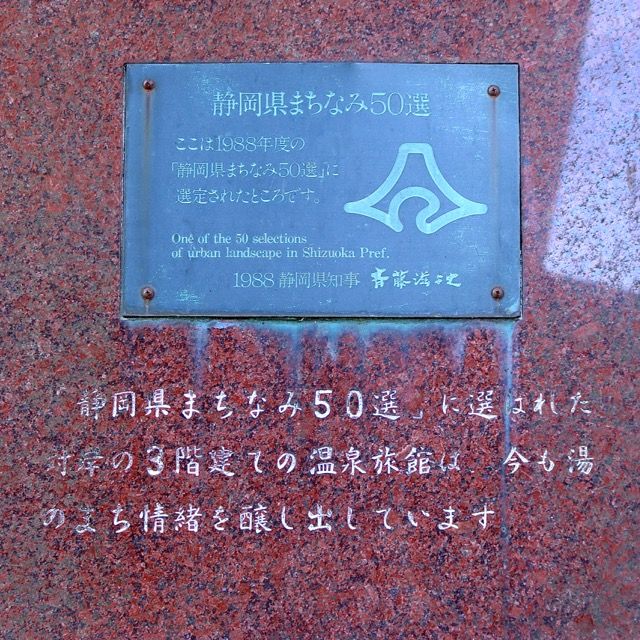 静岡県まちなみ50選
ここは1988年度の
「静岡県まちなみ50選」に
選定されたところです。
One of the 50 selections
of urban landscape in Shizuoka Pref.
1988 静岡県知事 斉藤滋与史
「静岡県まちなみ50選」に選ばれた
対岸の3階建ての温泉旅館は、今も湯
のまち情緒を醸し出しています